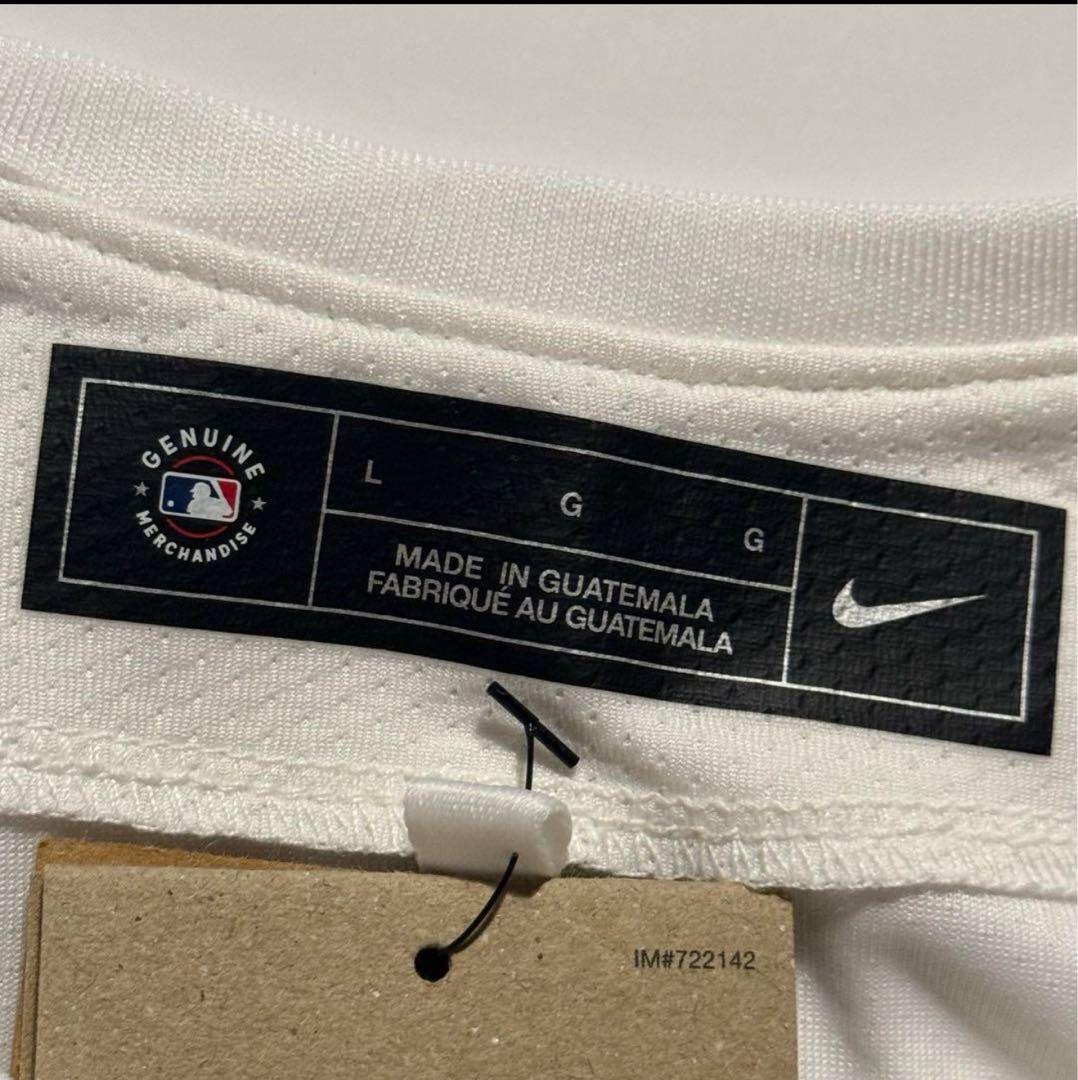 GENUINE
MERCHANDISE
L G G
MADE IN GUATEMALA
FABRIQUÉ AU GUATEMALA
IM#722142